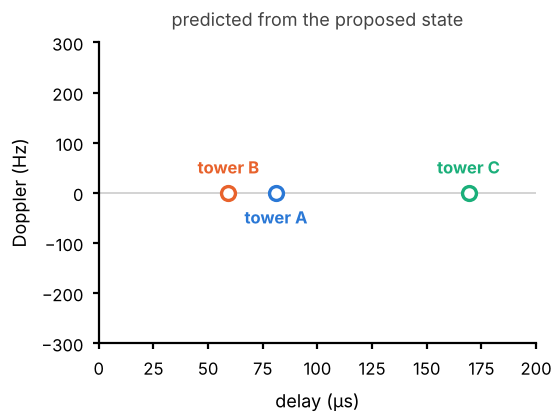 predicted from the proposed state
300
200
100
0
−100
−200
−300
Doppler (Hz)
tower B
tower A
tower C
0
25
50
75
100
125
150
175
200
delay (μs)